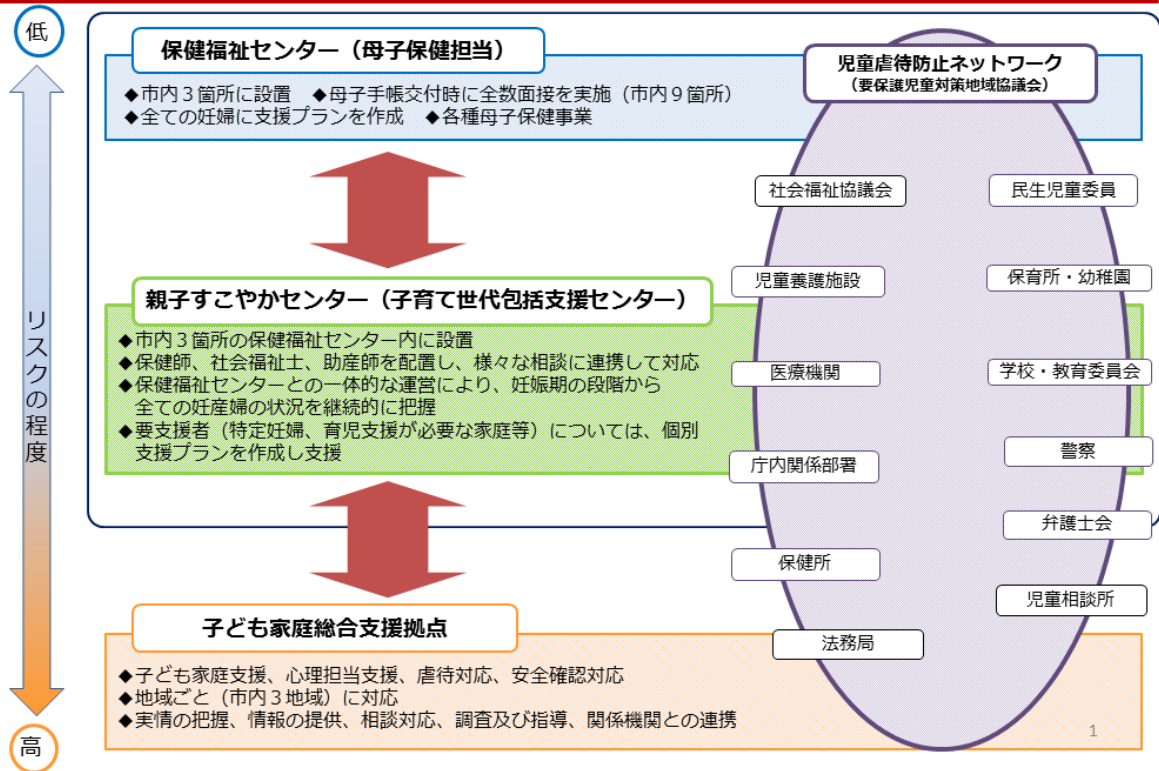 低
保健福祉センター（母子保健担当）
◆市内３箇所に設置　◆母子手帳交付時に全数面接を実施（市内９箇所）
◆全ての妊婦に支援プランを作成　◆各種母子保健事業
親子すこやかセンター（子育て世代包括支援センター）
◆市内３箇所の保健福祉センター内に設置
◆保健師、社会福祉士、助産師を配置し、様々な相談に連携して対応
◆保健福祉センターとの一体的な運営により、妊娠期の段階から
全ての妊産婦の状況を継続的に把握
◆要支援者（特定妊婦、育児支援が必要な家庭等）については、個別
支援プランを作成し支援
子ども家庭総合支援拠点
◆子ども家庭支援、心理担当支援、虐待対応、安全確認対応
◆地域ごと（市内３地域）に対応
◆実情の把握、情報の提供、相談対応、調査及び指導、関係機関との連携
リスクの程度
高
児童虐待防止ネットワーク
（要保護児童対策地域協議会）
社会福祉協議会
民生児童委員
児童養護施設
保育所・幼稚園
医療機関
学校・教育委員会
庁内関係部署
警察
弁護士会
保健所
児童相談所
法務局
1